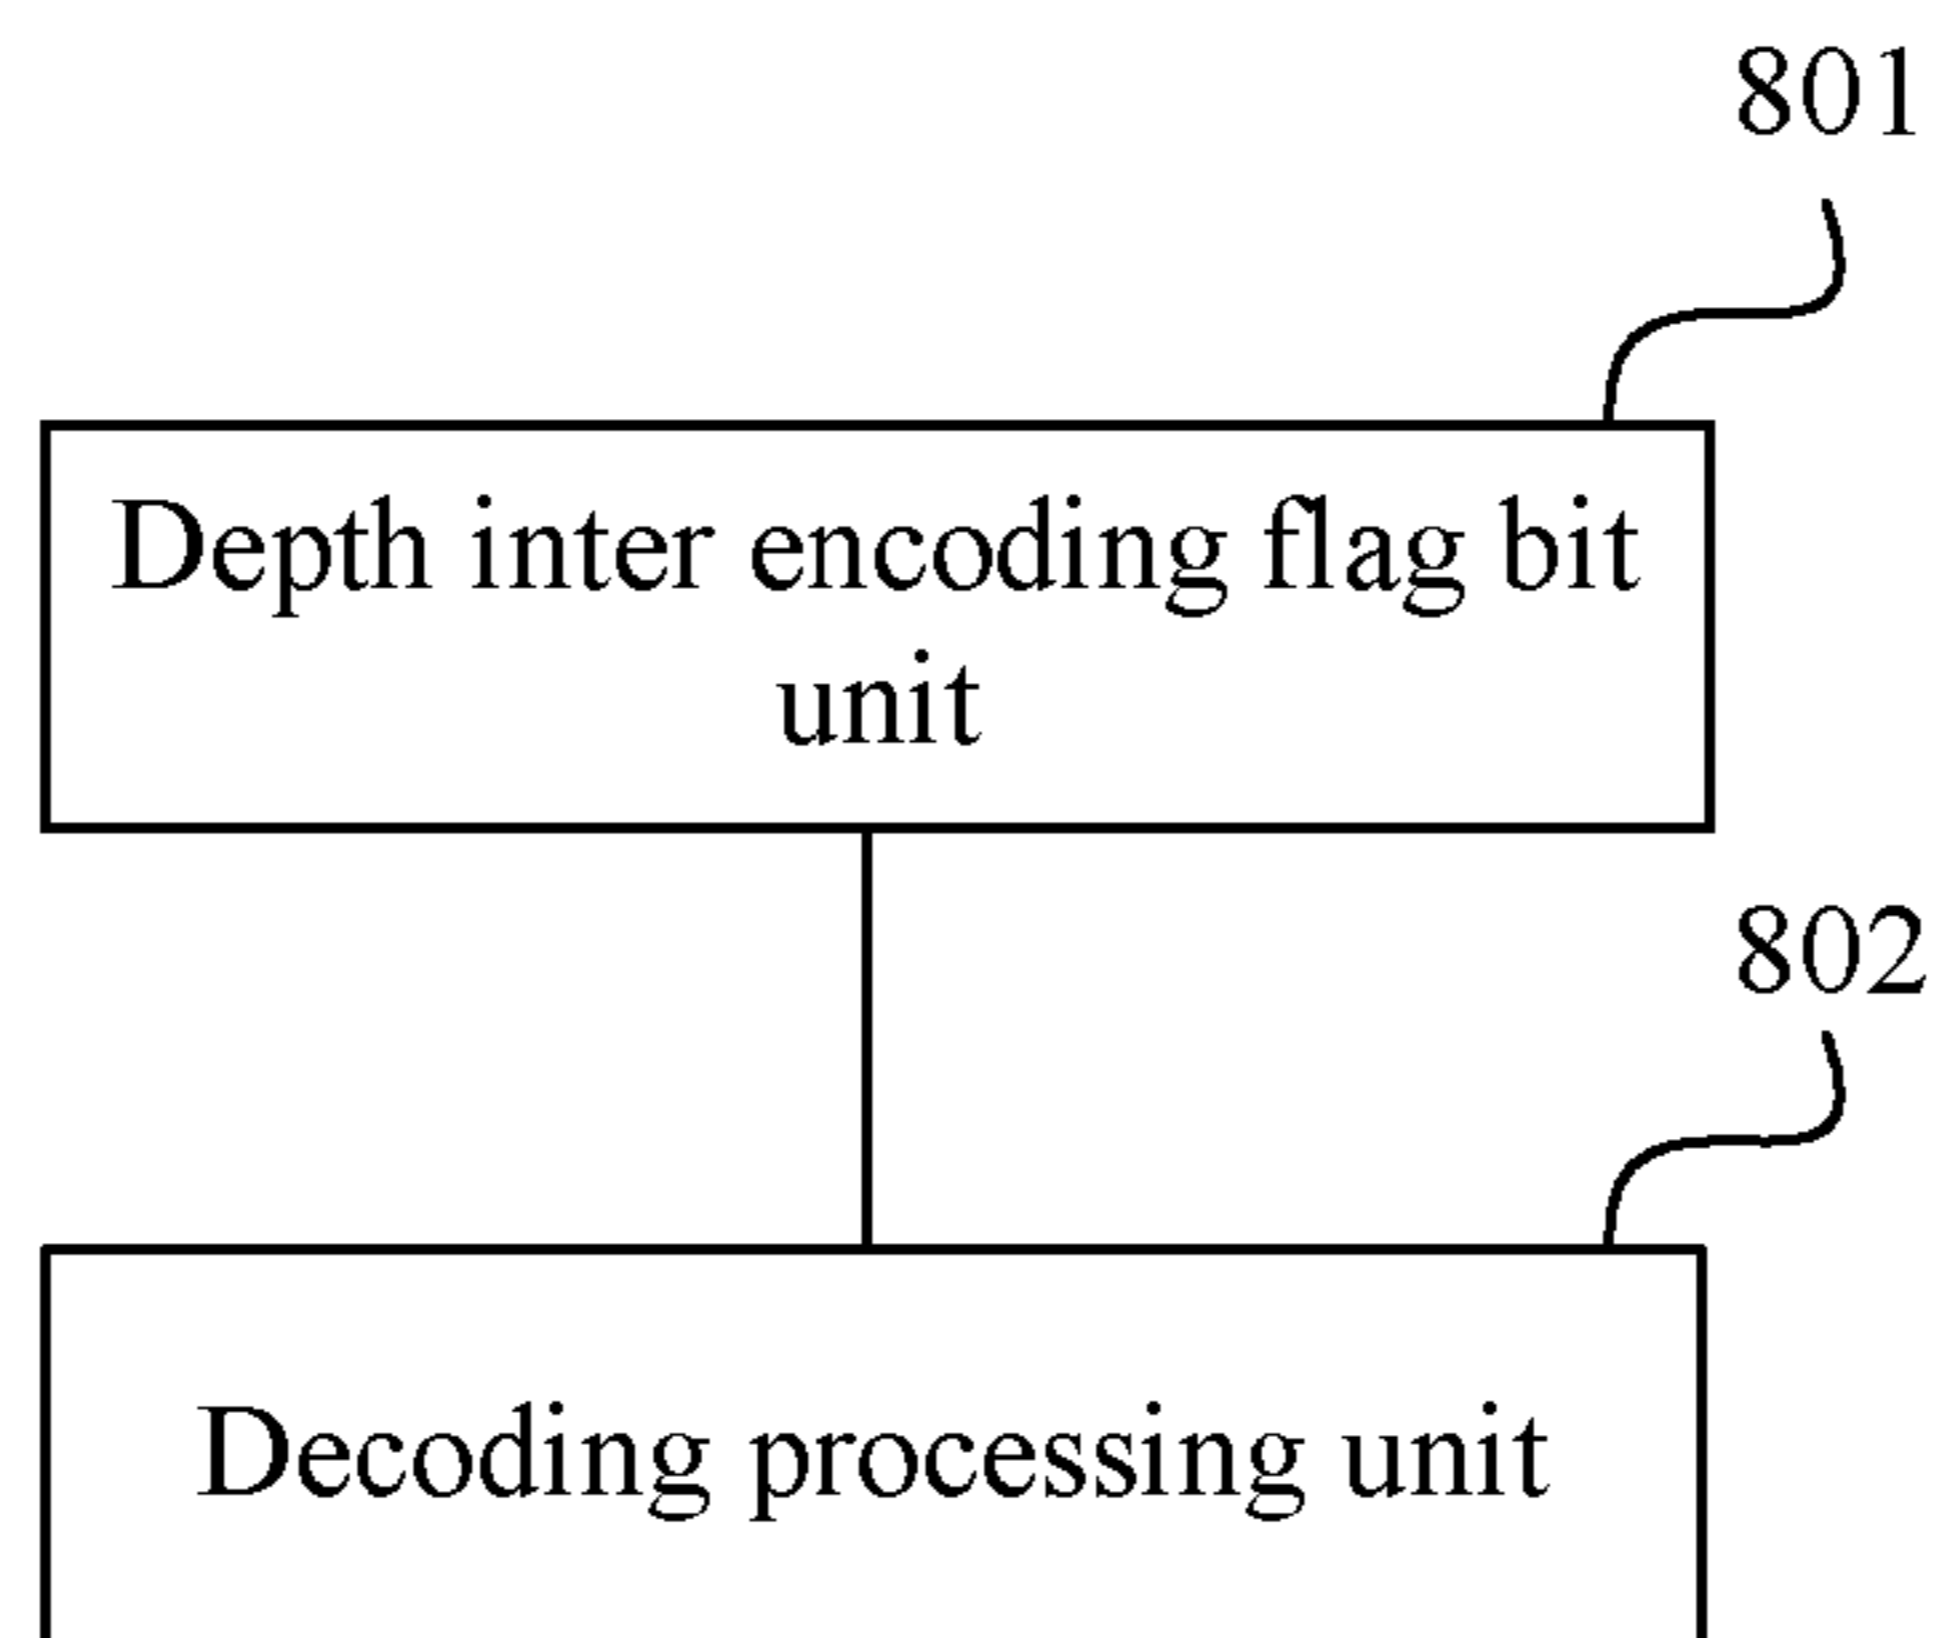 801
Depth inter encoding flag bit
unit
802
Decoding processing unit